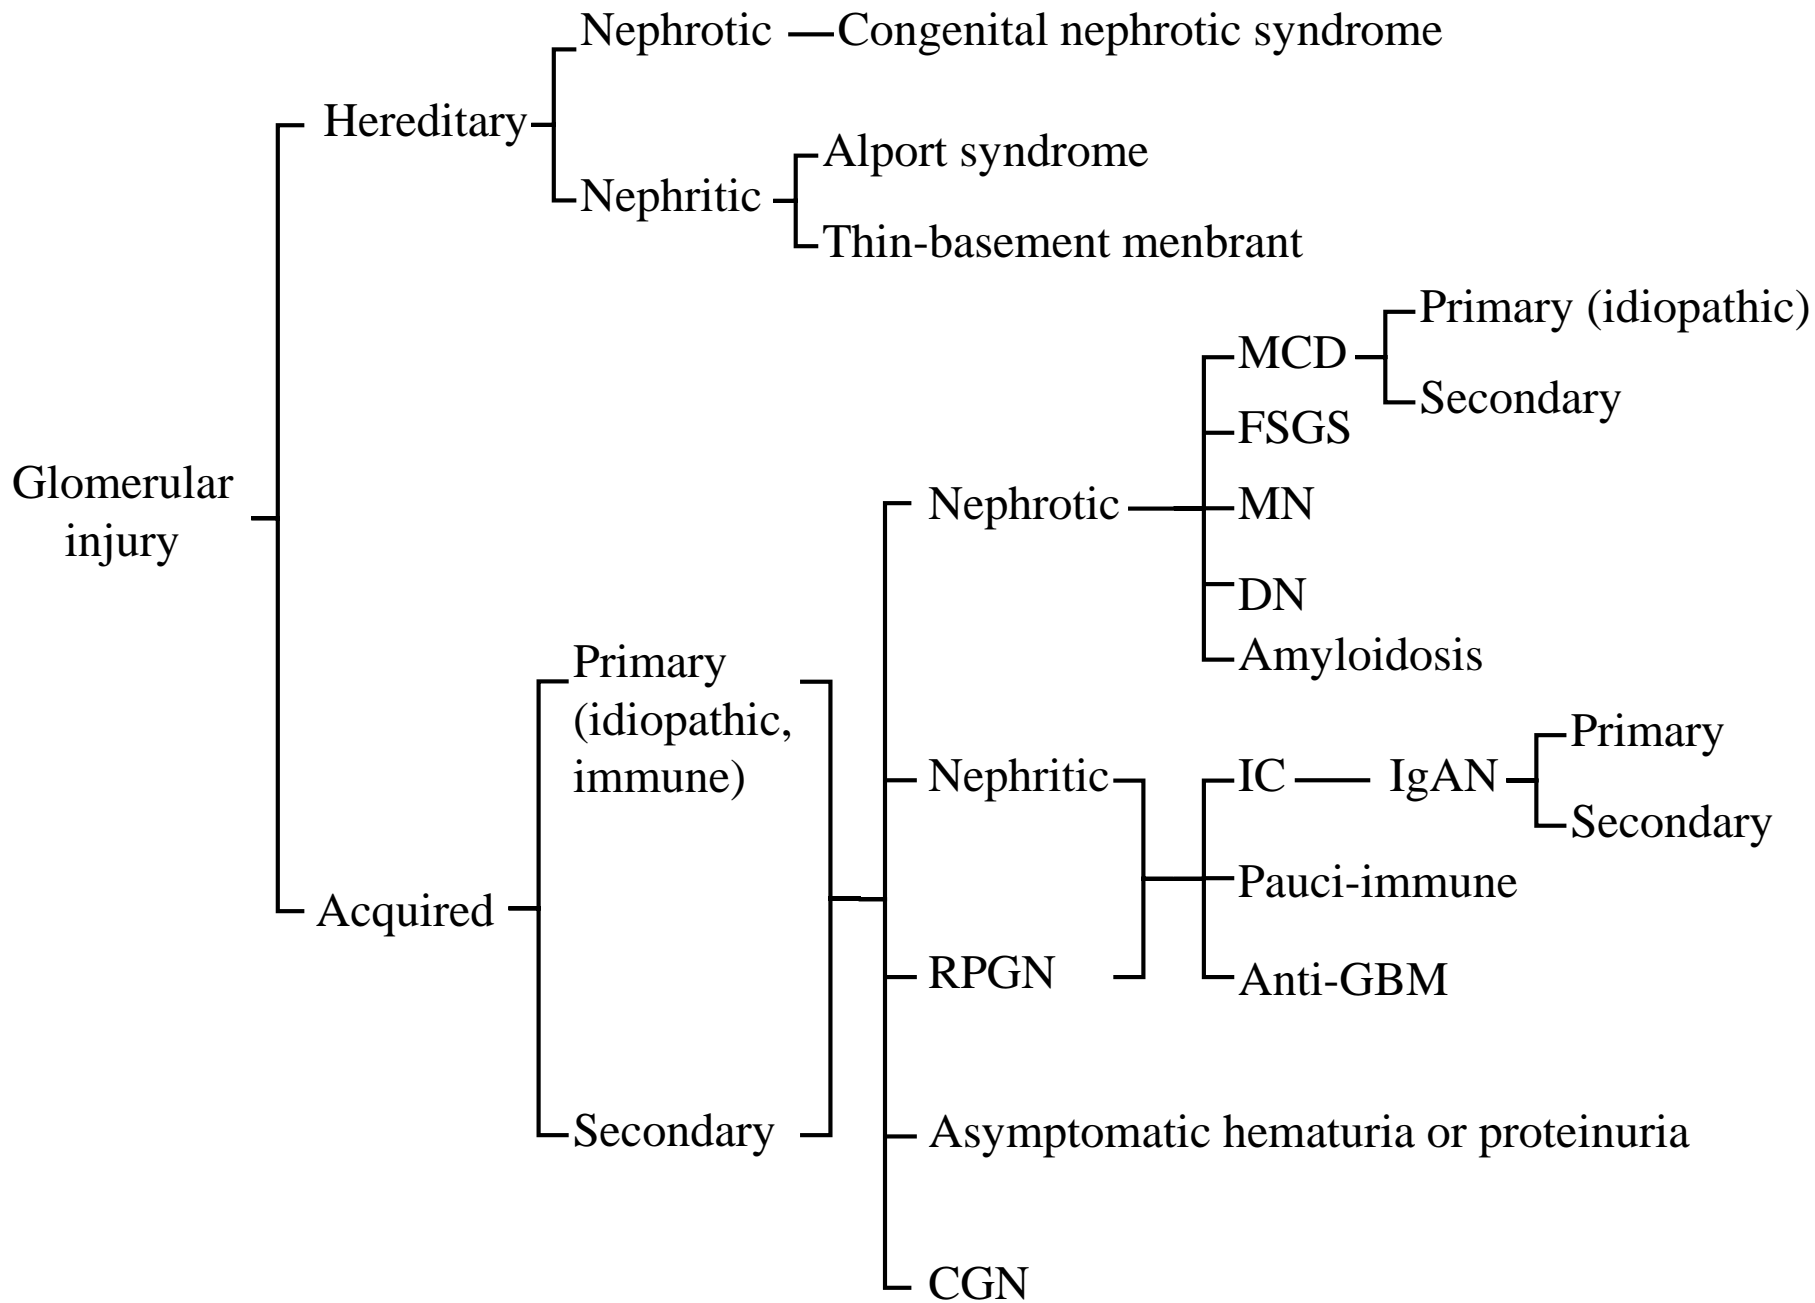 Nephrotic
Congenital nephrotic syndrome
Hereditary
Alport syndrome
Nephritic
Thin-basement menbrant
Primary (idiopathic)
MCD
Secondary
FSGS
Glomerular
injury
Nephrotic
MN
DN
Amyloidosis
Primary
(idiopathic,
immune)
Primary
Nephritic
IC
IgAN
Secondary
Pauci-immune
Acquired
RPGN
Anti-GBM
Secondary
Asymptomatic hematuria or proteinuria
CGN